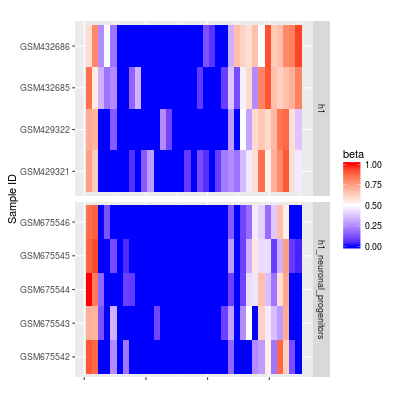 GSM432686
GSM432685
GSM429322
GSM429321
h1
GSM675546
GSM675545
GSM675544
GSM675543
GSM675542
h1_neuronal_progenitors
Sample ID
beta
1.00
0.75
0.50
0.25
0.00